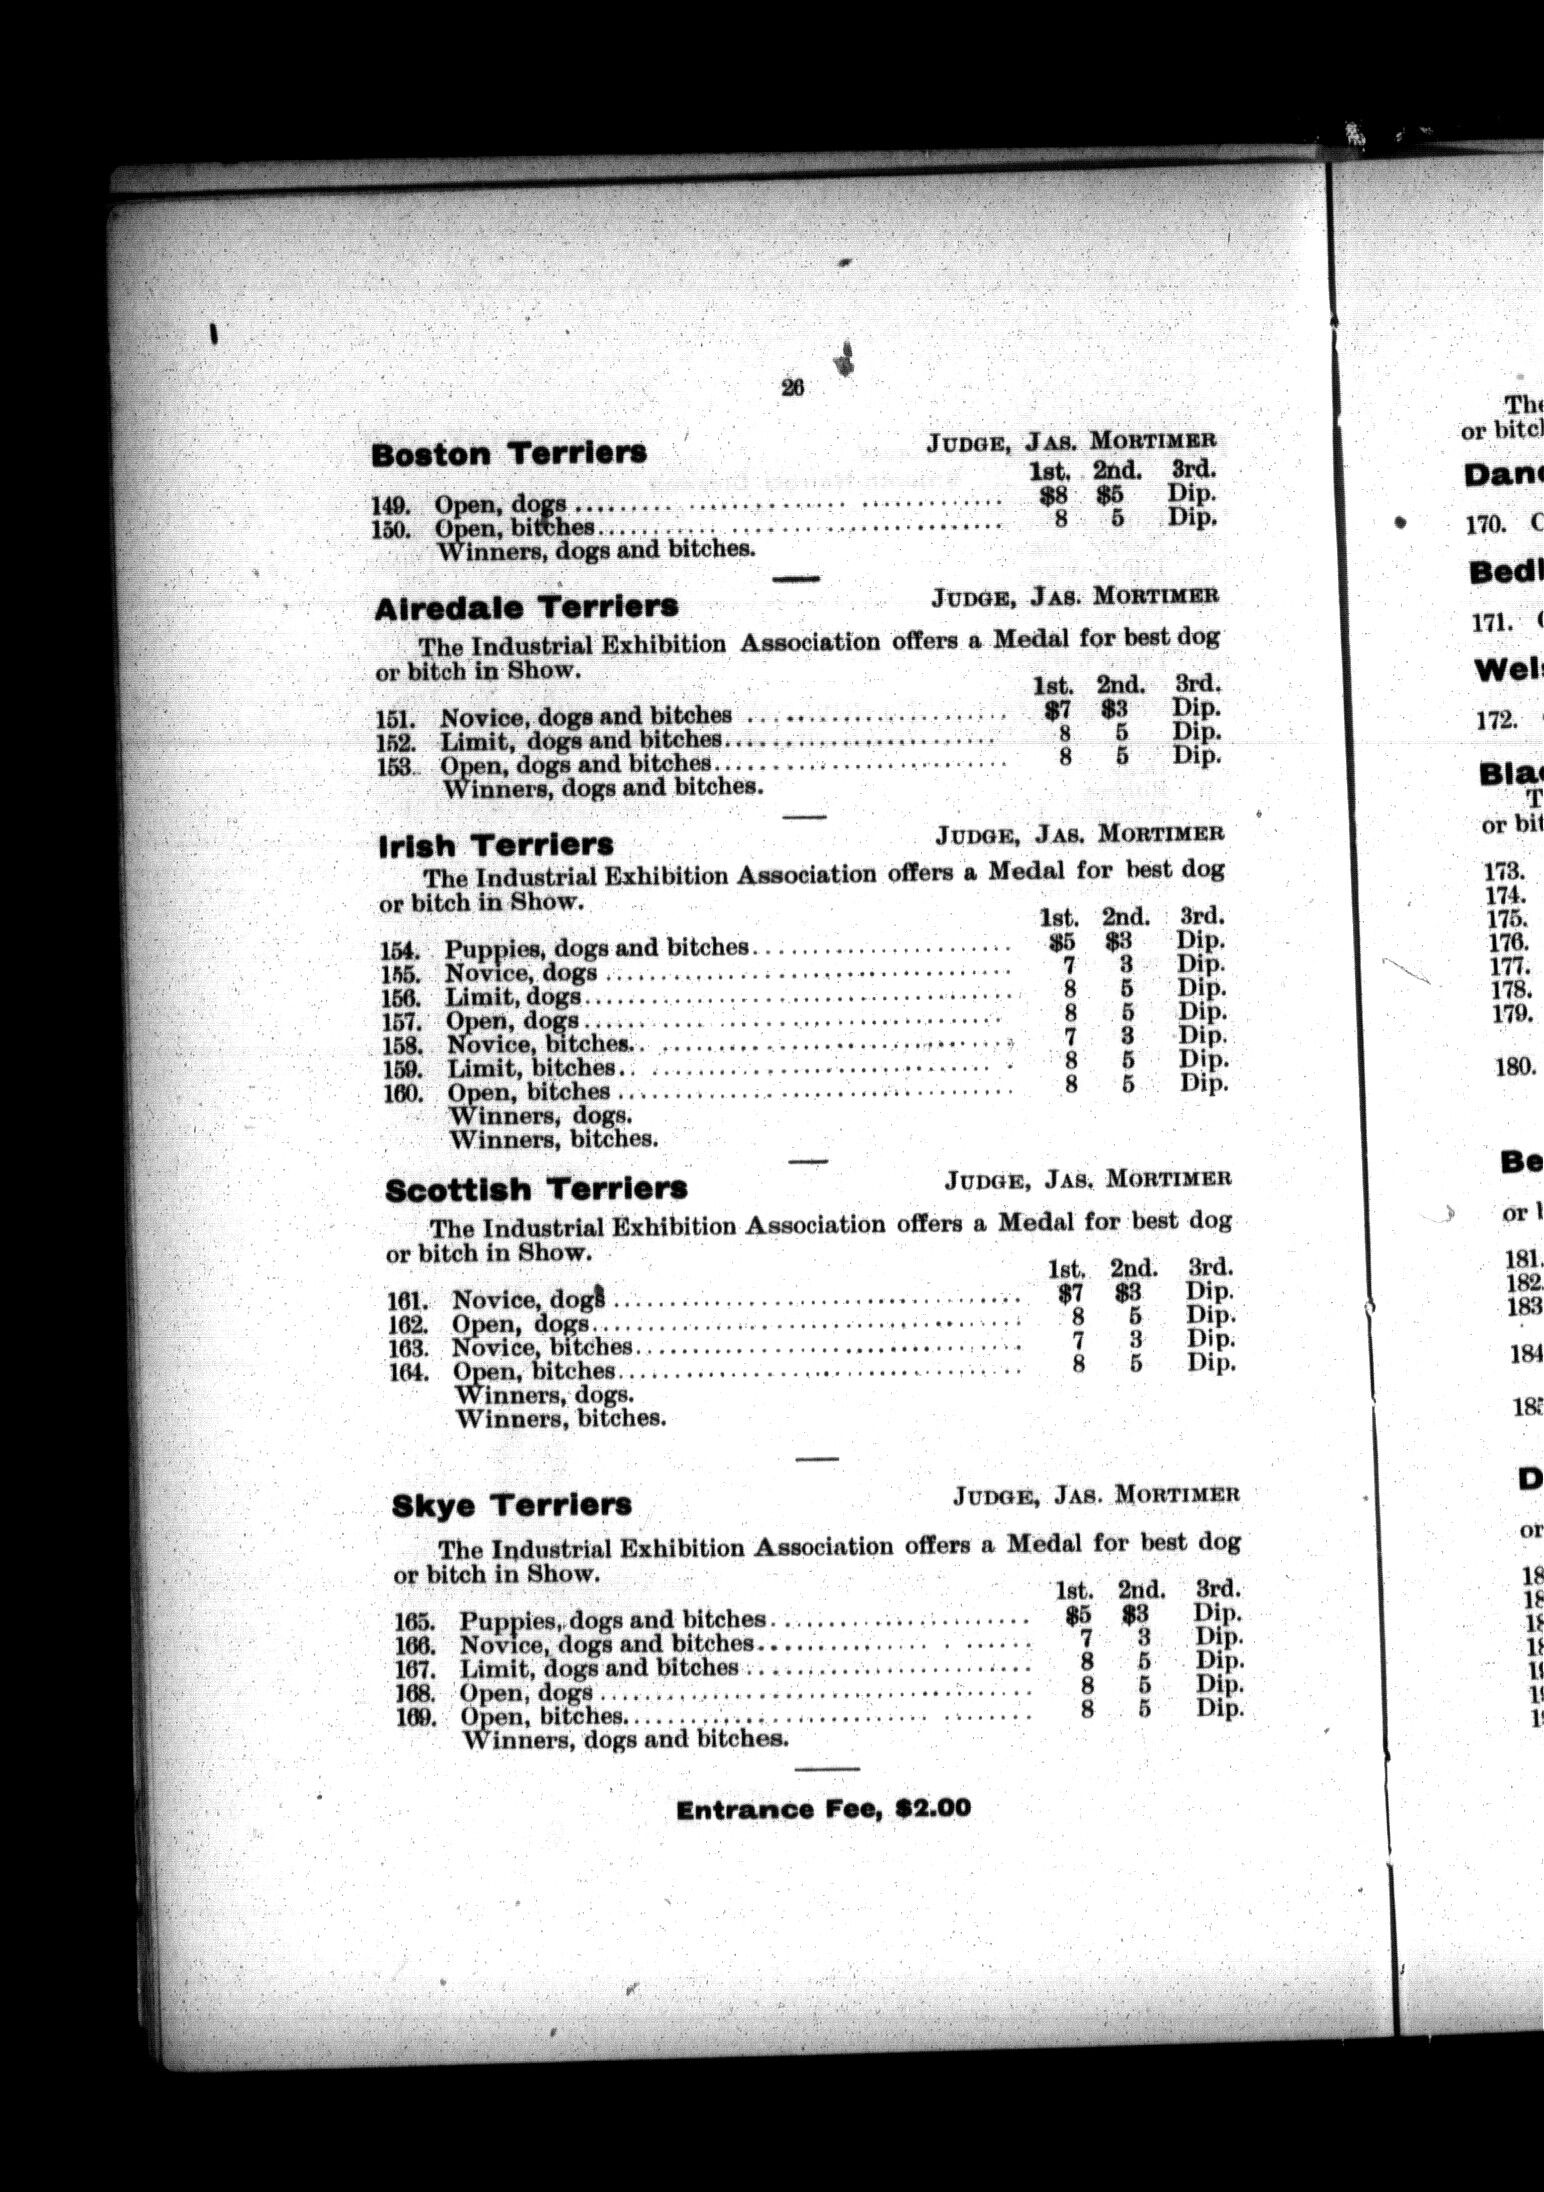 26
Boston Terriers JUDGE, JAS. MORTIMER
1st. 2nd. 3rd.
149. Open, dogs ........ $8 $5 Dip.
150. Open, bitches ........ 8 5 Dip.
Winners, dogs and bitches.
Airedale Terriers JUDGE, JAS. MORTIMER
The Industrial Exhibition Association offers a Medal for best dog
or bitch in Show.
1st. 2nd. 3rd.
151. Novice, dogs and bitches ........ $7 $3 Dip.
152. Limit, dogs and bitches ........ 8 5 Dip.
153. Open, dogs and bitches ........ 8 5 Dip.
Winners, dogs and bitches.
Irish Terriers JUDGE, JAS. MORTIMER
The Industrial Exhibition Association offers a Medal for best dog
or bitch in Show.
1st. 2nd. 3rd.
154. Puppies, dogs and bitches ........ $5 $3 Dip.
155. Novice, dogs ........ 7 3 Dip.
156. Limit, dogs ........ 8 5 Dip.
157. Open, dogs ........ 8 5 Dip.
158. Novice, bitches ........ 7 3 Dip.
159. Limit, bitches ........ 8 5 Dip.
160. Open, bitches ........ 8 5 Dip.
Winners, dogs.
Winners, bitches.
Scottish Terriers JUDGE, JAS. MORTIMER
The Industrial Exhibition Association offers a Medal for best dog
or bitch in Show.
1st. 2nd. 3rd.
161. Novice, dogs ........ $7 $3 Dip.
162. Open, dogs ........ 8 5 Dip.
163. Novice, bitches ........ 7 3 Dip.
164. Open, bitches ........ 8 5 Dip.
Winners, dogs.
Winners, bitches.
Skye Terriers JUDGE, JAS. MORTIMER
The Industrial Exhibition Association offers a Medal for best dog
or bitch in Show.
1st. 2nd. 3rd.
165. Puppies, dogs and bitches ........ $5 $3 Dip.
166. Novice, dogs and bitches ........ 7 3 Dip.
167. Limit, dogs and bitches ........ 8 5 Dip.
168. Open, dogs ........ 8 5 Dip.
169. Open, bitches ........ 8 5 Dip.
Winners, dogs and bitches.
Entrance Fee, $2.00
or
170.
171.
172.
or
173.
174.
175.
176.
177.
178.
179.
180.
or
181.
182.
183
184
or